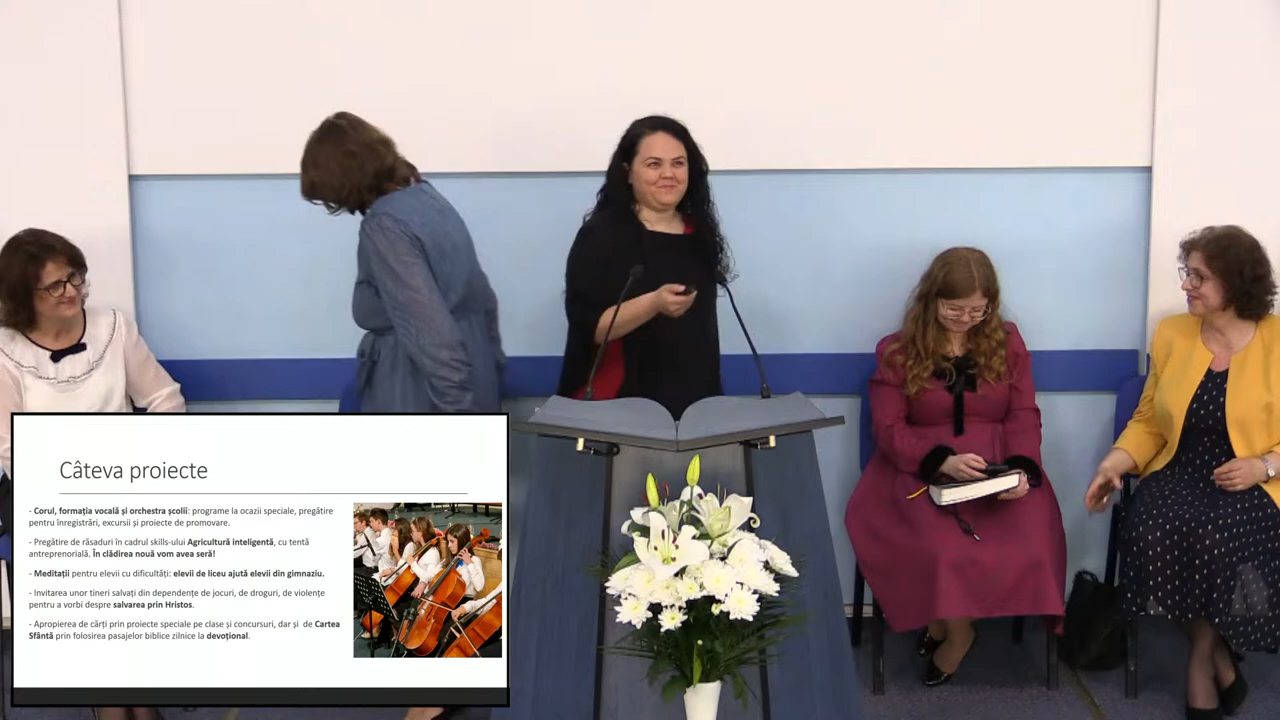 Câteva proiecte
- Corul, formația vocală și orchestra școlii: programe la ocazii speciale, pregătire
pentru înregistrări, excursii și proiecte de promovare.
- Pregătire de răsaduri în cadrul skills-ului Agricultură inteligentă, cu tentă
antreprenorială. În clădirea nouă vom avea seră!
- Meditații pentru elevii cu dificultăți: elevii de liceu ajută elevii din gimnaziu.
- Invitarea unor tineri salvați din dependențe de jocuri, de droguri, de violențe
pentru a vorbi despre salvarea prin Hristos.
- Apropierea de cărți prin proiecte speciale pe clase și concursuri, dar și  de Cartea
Sfântă prin folosirea pasajelor biblice zilnice la devoțional.